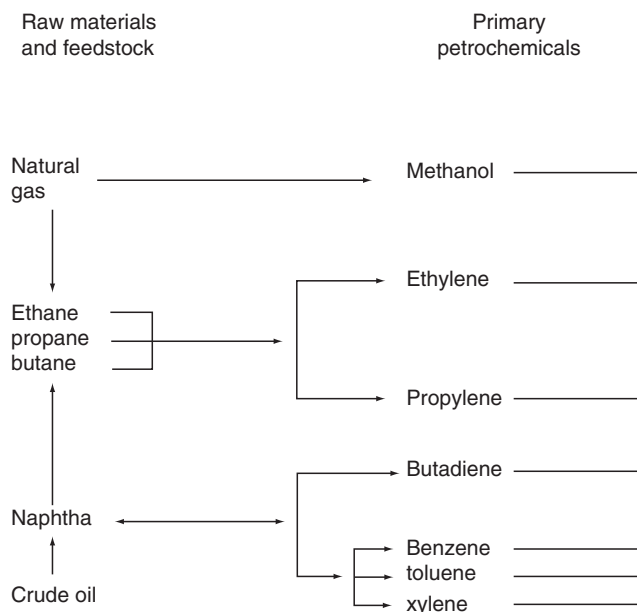 Raw materials
and feedstock
Primary
petrochemicals
Natural
gas
Methanol
Ethane
propane
butane
Ethylene
Propylene
Naphtha
Butadiene
Crude oil
Benzene
toluene
xylene